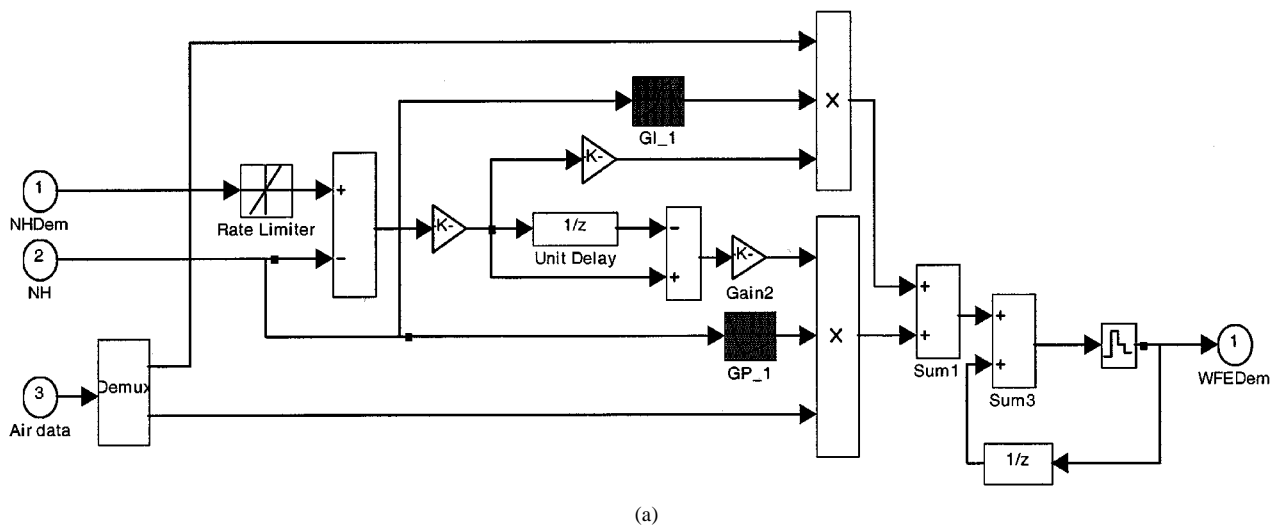 1
NHDem
2
NH
3
Air data
Demux
Rate Limiter
+
-
-K-
GI_1
-K-
1/z
Unit Delay
-
+
-K-
Gain2
GP_1
X
X
+
+
Sum1
+
+
Sum3
1/z
1
WFEDem
(a)